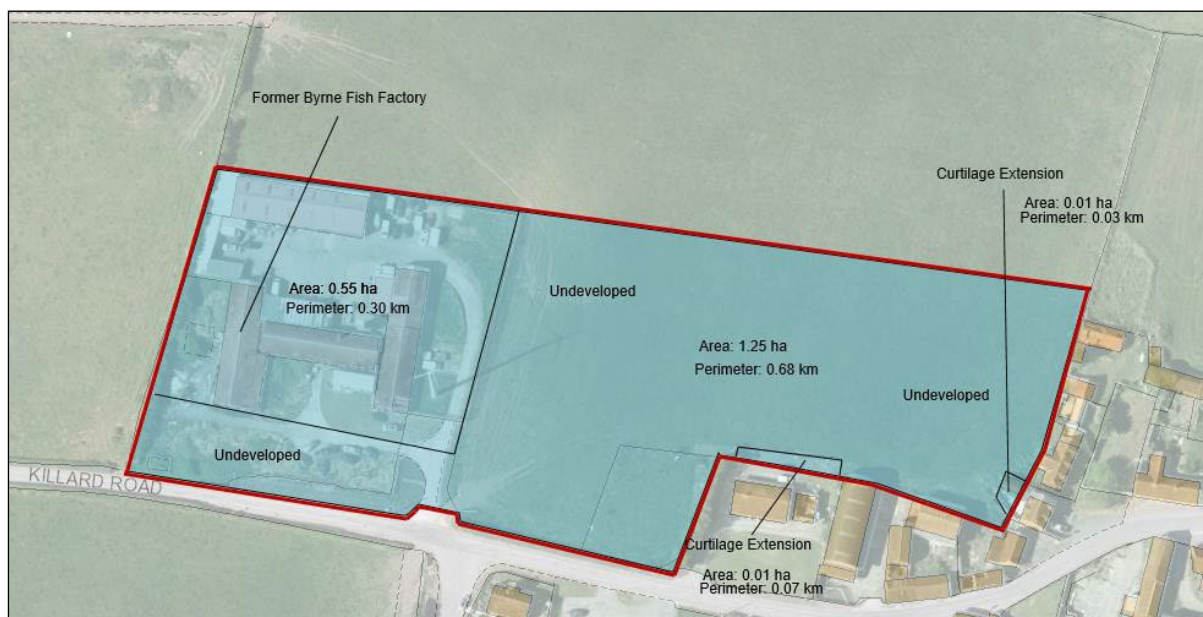 Former Byrne Fish Factory
Curtilage Extension
Area: 0.01 ha
Perimeter: 0.03 km
Area: 0.55 ha
Perimeter: 0.30 km
Undeveloped
Area: 1.25 ha
Perimeter: 0.68 km
Undeveloped
Undeveloped
KILLARD ROAD
Curtilage Extension
Area: 0.01 ha
Perimeter: 0.07 km